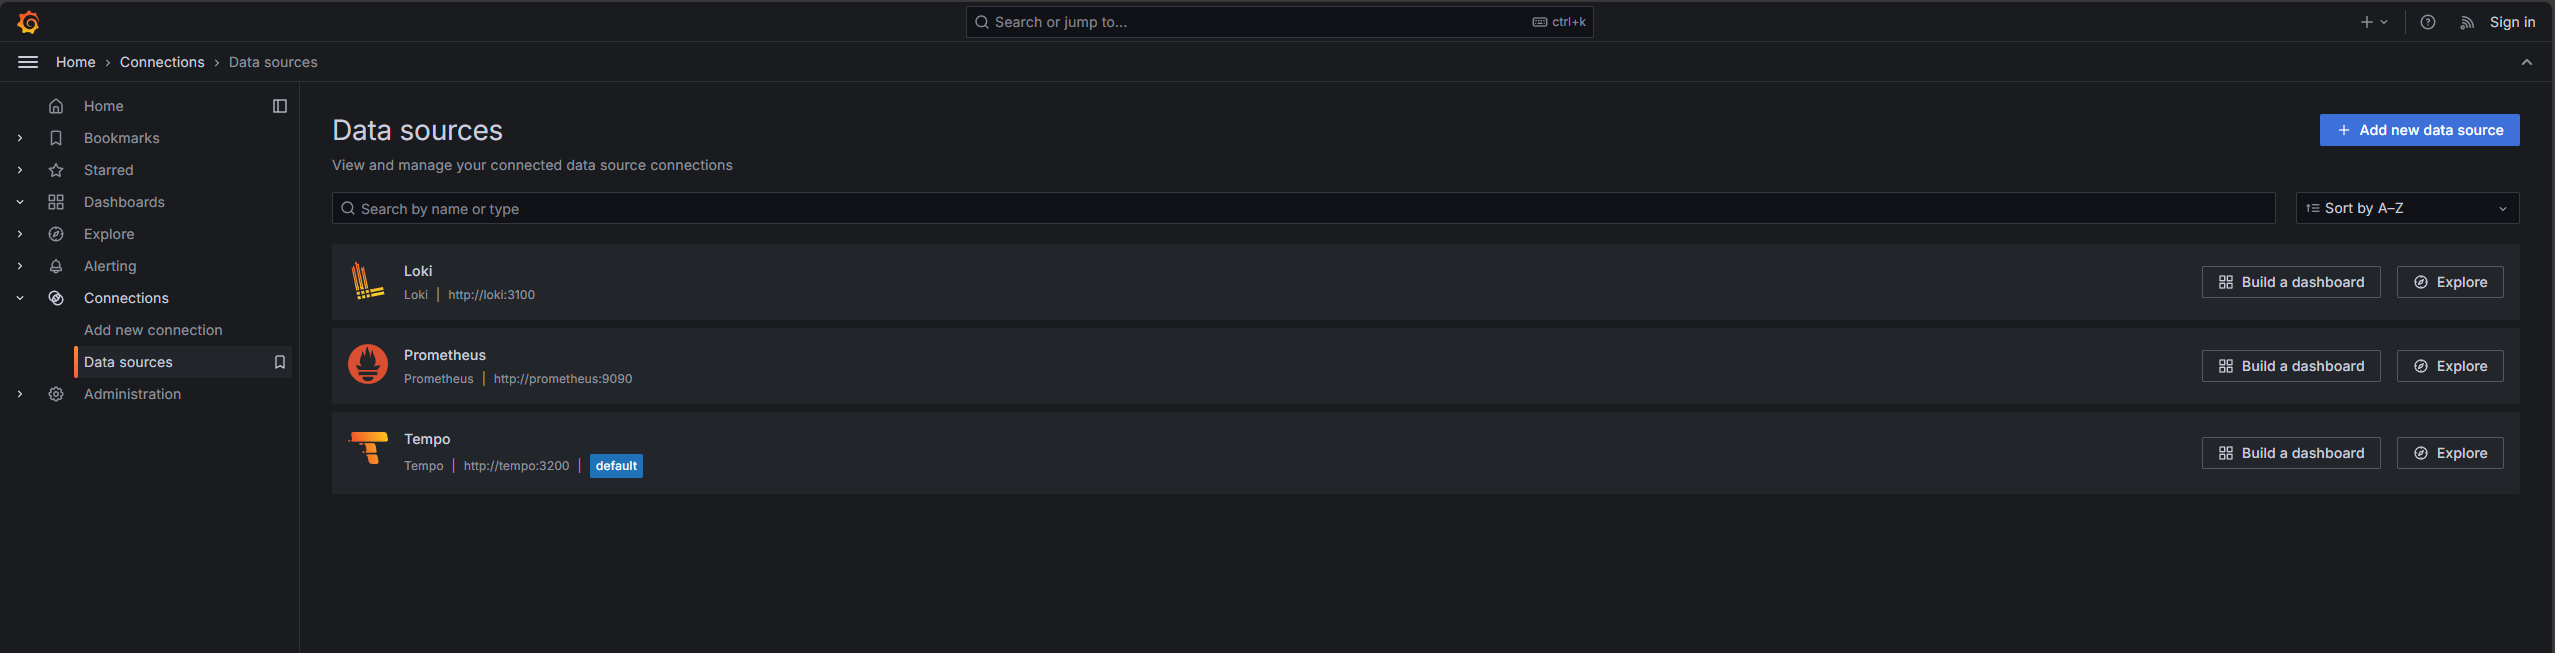 Search or jump to...
ctrl+k
Sign in
Home › Connections › Data sources
Home
Bookmarks
Starred
Dashboards
Explore
Alerting
Connections
Add new connection
Data sources
Administration
Data sources
Add new data source
View and manage your connected data source connections
Search by name or type
Sort by A–Z
Loki
Loki | http://loki:3100
Build a dashboard
Explore
Prometheus
Prometheus | http://prometheus:9090
Build a dashboard
Explore
Tempo
Tempo | http://tempo:3200 | default
Build a dashboard
Explore